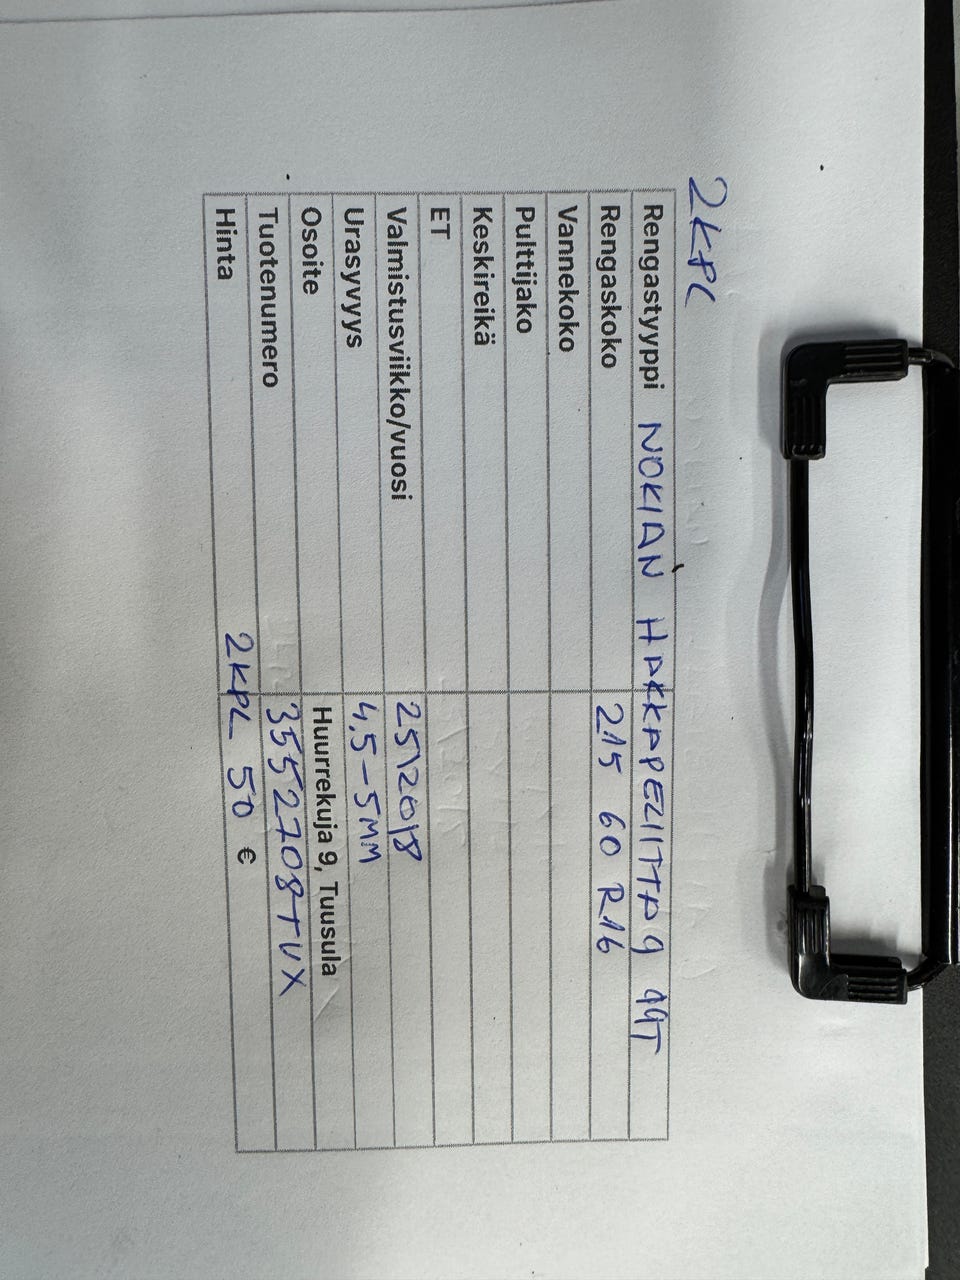 2KPL
Rengastyyppi NOKIAN HAKKAPELIITTA 9 99T
Rengaskoko 215 60 R16
Vannekoko
Pulttijako
Keskireikä
ET
Valmistusviikko/vuosi 25\2018
Urasyvyys 4,5-5MM
Osoite Huurrekuja 9, Tuusula
Tuotenumero 3552708TUX
Hinta 2KPL 50 €